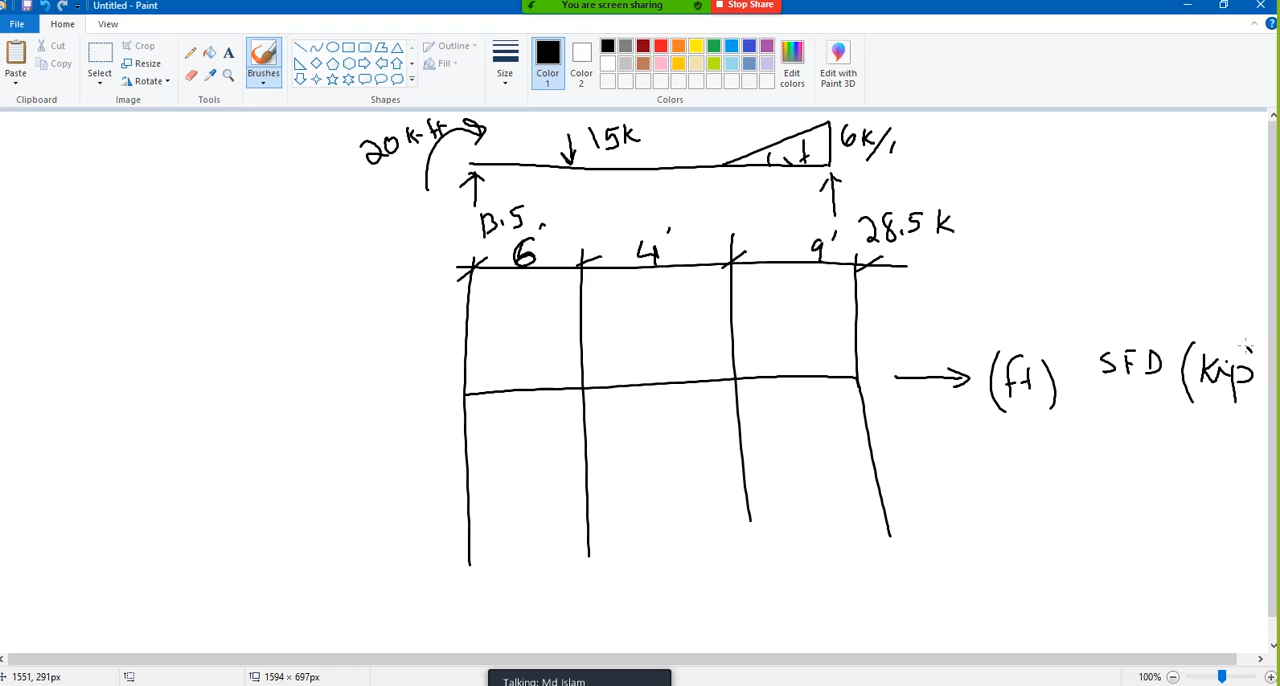 Untitled - Paint
You are screen sharing
Stop Share
File
Home
View
Paste
Cut
Copy
Clipboard
Select
Crop
Resize
Rotate
Image
A
Tools
Brushes
Shapes
Outline
Fill
Size
Color 1
Color 2
Edit colors
Colors
Edit with Paint 3D
20 K-ft
15K
6K/,
13.5.
28.5 K
6
4'
9'
(ft)
SFD (Kip)
1551, 291px
1594 × 697px
Talking: Md Islam
100%